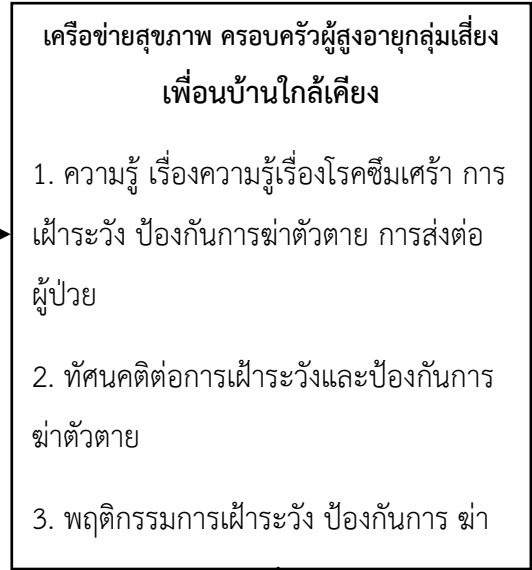 เครือข่ายสุขภาพ ครอบครัวผู้สูงอายุกลุ่มเสี่ยง
เพื่อนบ้านใกล้เคียง
1. ความรู้ เรื่องความรู้เรื่องโรคซึมเศร้า การ
เฝ้าระวัง ป้องกันการฆ่าตัวตาย การส่งต่อ
ผู้ป่วย
2. ทัศนคติต่อการเฝ้าระวังและป้องกันการ
ฆ่าตัวตาย
3. พฤติกรรมการเฝ้าระวัง ป้องกันการ ฆ่า